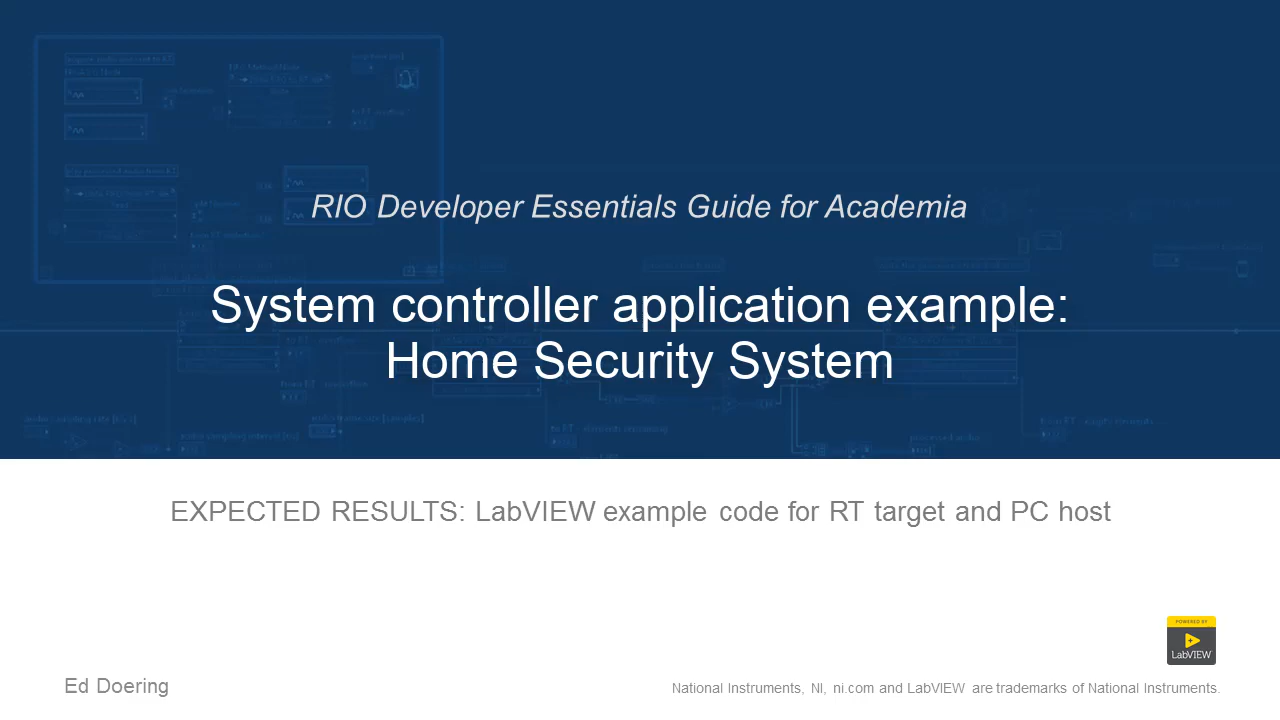 RIO Developer Essentials Guide for Academia
System controller application example:
Home Security System
EXPECTED RESULTS: LabVIEW example code for RT target and PC host
POWERED BY
LabVIEW
Ed Doering
National Instruments, NI, ni.com and LabVIEW are trademarks of National Instruments.